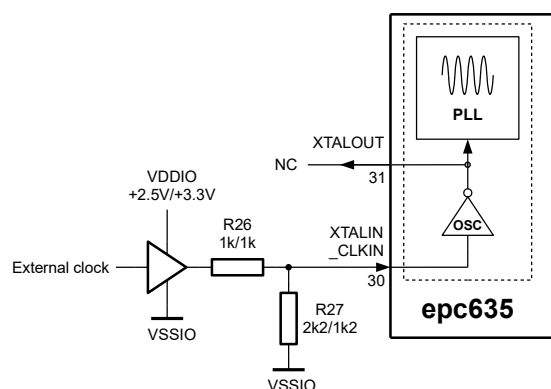 PLL
XTALOUT
NC
31
VDDIO
+2.5V/+3.3V
R26
1k/1k
XTALIN
_CLKIN
OSC
External clock
30
epc635
R27
2k2/1k2
VSSIO
VSSIO